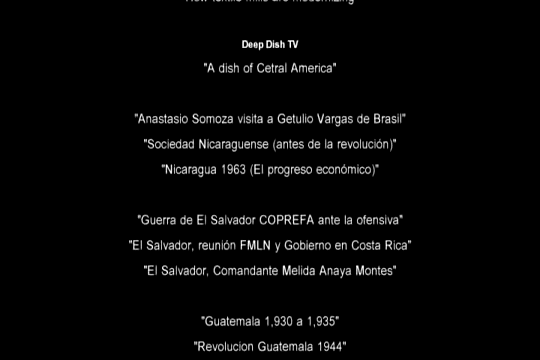 Deep Dish TV
"A dish of Cetral America"
"Anastasio Somoza visita a Getulio Vargas de Brasil"
"Sociedad Nicaraguense (antes de la revolución)"
"Nicaragua 1963 (El progreso económico)"
"Guerra de El Salvador COPREFA ante la ofensiva"
"El Salvador, reunión FMLN y Gobierno en Costa Rica"
"El Salvador, Comandante Melida Anaya Montes"
"Guatemala 1,930 a 1,935"
"Revolucion Guatemala 1944"